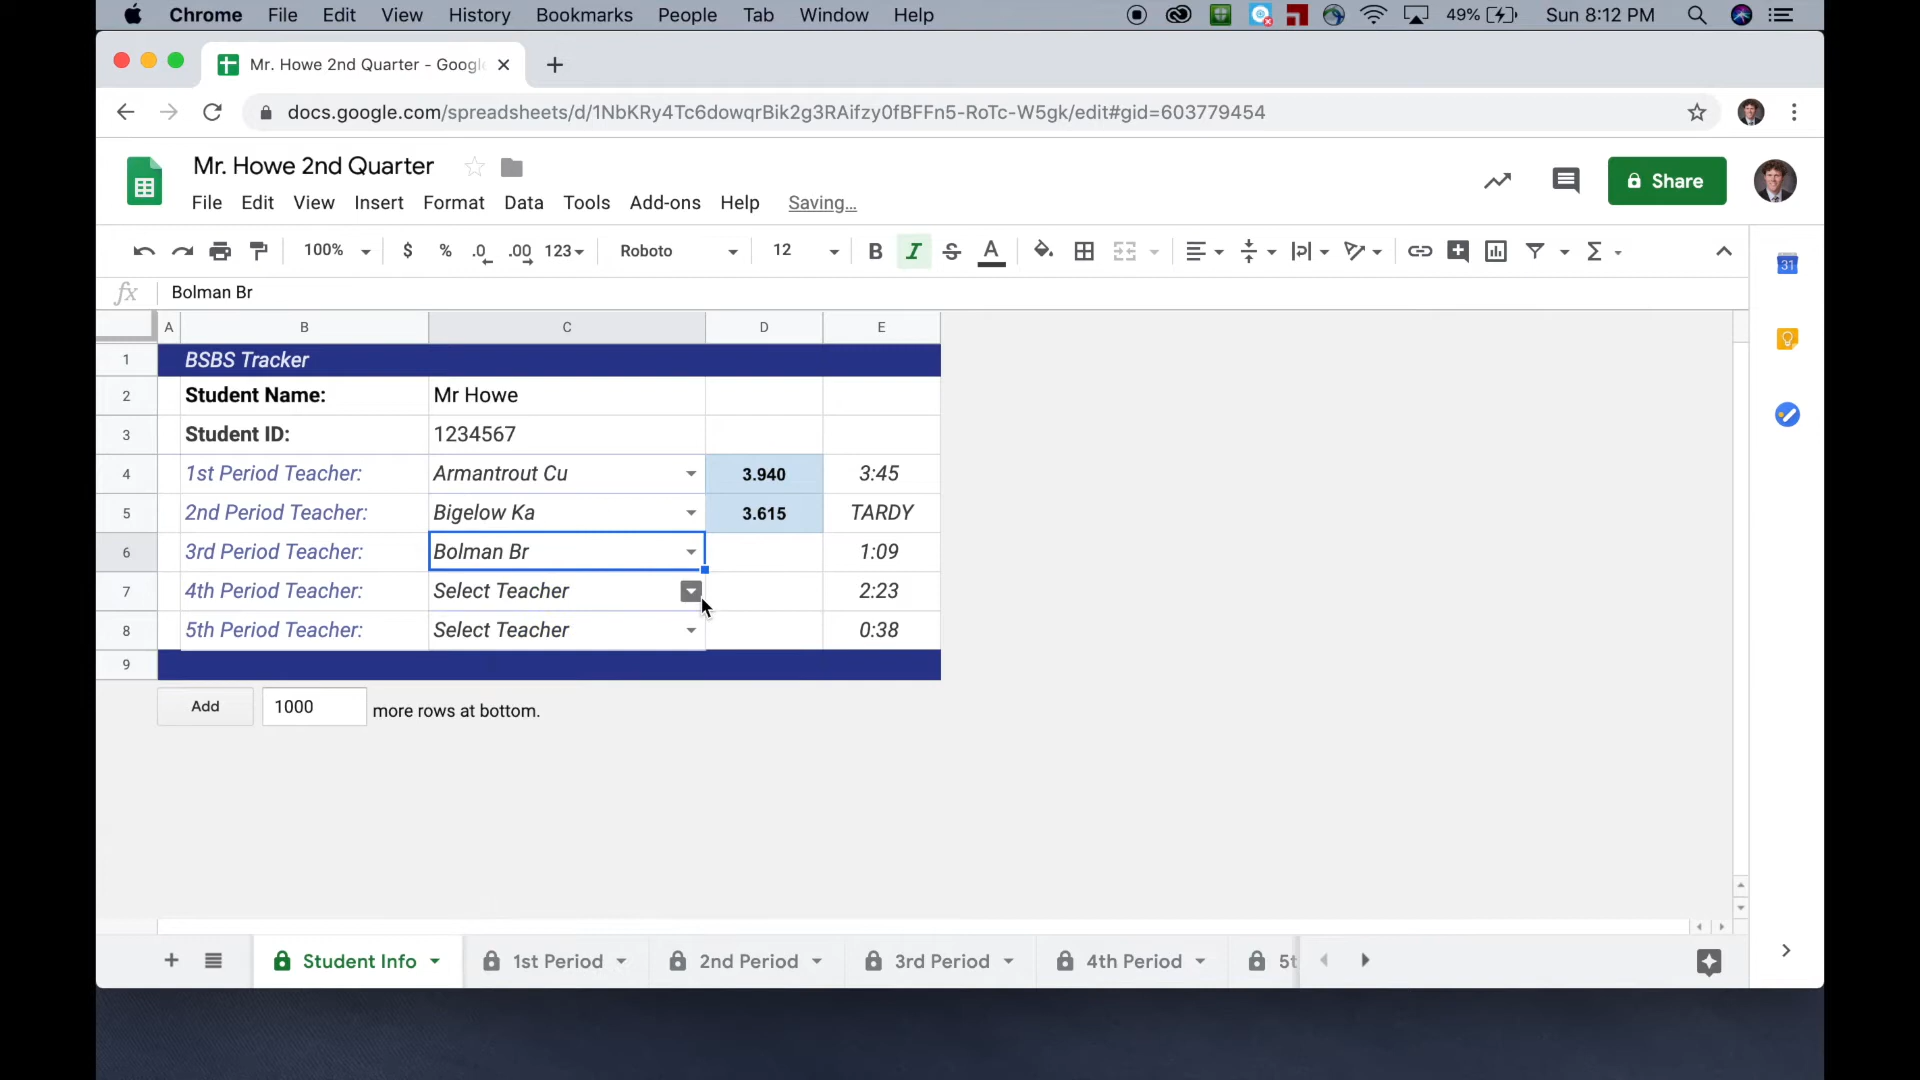 Chrome File Edit View History Bookmarks People Tab Window Help 49% Sun 8:12 PM
Mr. Howe 2nd Quarter - Googl
docs.google.com/spreadsheets/d/1NbKRy4Tc6dowqrBik2g3RAifzy0fBFFn5-RoTc-W5gk/edit#gid=603779454
Mr. Howe 2nd Quarter
Share
File Edit View Insert Format Data Tools Add-ons Help Saving...
100% $ % .0 .00 123 Roboto 12 B I S A Σ
31
fx Bolman Br
A B C D E
1 BSBS Tracker
2 Student Name: Mr Howe
3 Student ID: 1234567
4 1st Period Teacher: Armantrout Cu 3.940 3:45
5 2nd Period Teacher: Bigelow Ka 3.615 TARDY
6 3rd Period Teacher: Bolman Br 1:09
7 4th Period Teacher: Select Teacher 2:23
8 5th Period Teacher: Select Teacher 0:38
9
Add 1000 more rows at bottom.
+ Student Info 1st Period 2nd Period 3rd Period 4th Period 5t